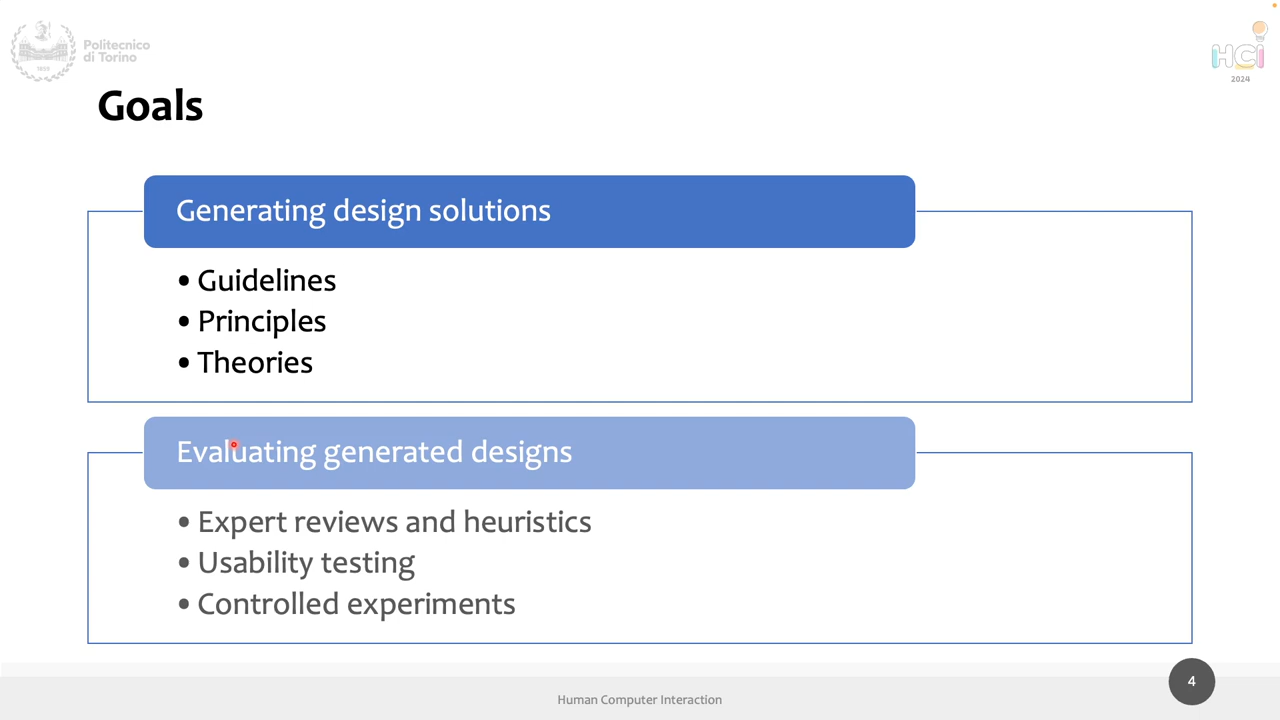 Politecnico
di Torino
1859
HCI
2024
Goals
Generating design solutions
• Guidelines
• Principles
• Theories
Evaluating generated designs
• Expert reviews and heuristics
• Usability testing
• Controlled experiments
4
Human Computer Interaction